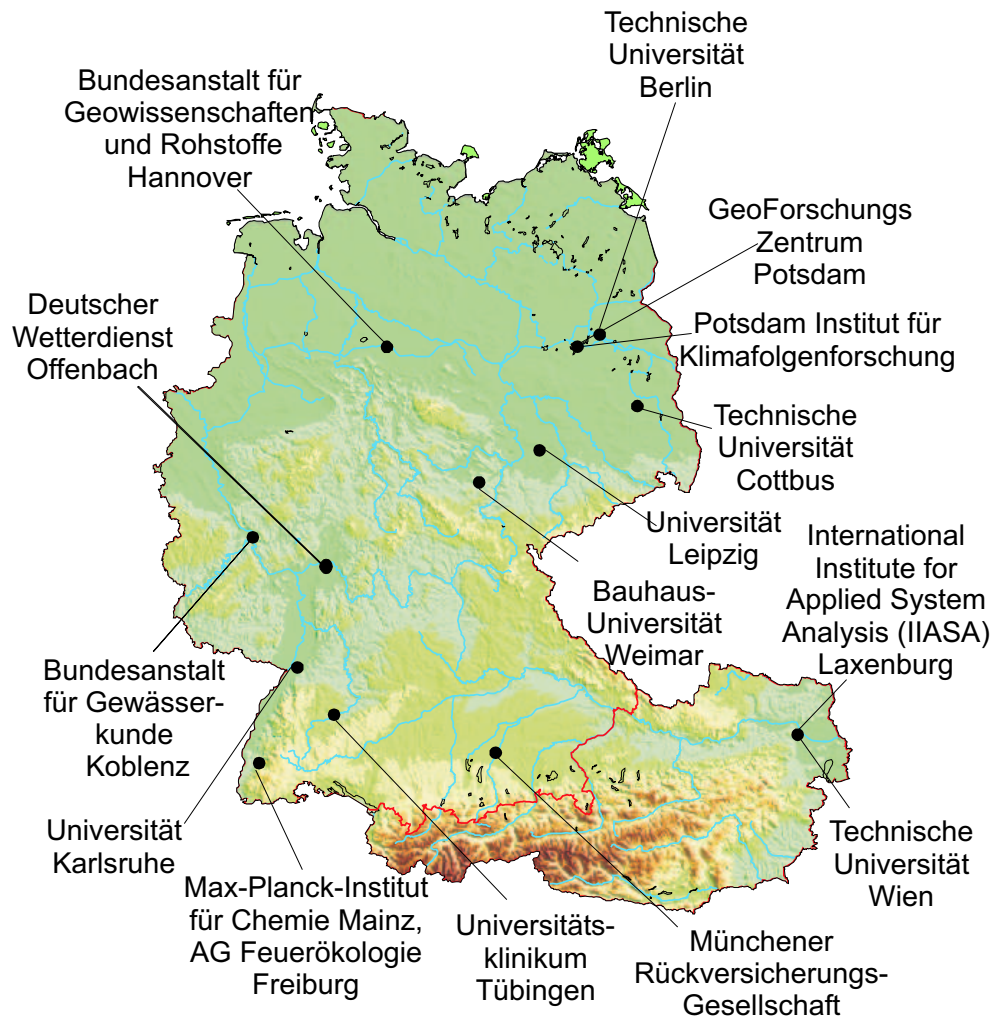 Technische
Universität
Berlin
Bundesanstalt für
Geowissenschaften
und Rohstoffe
Hannover
GeoForschungs
Zentrum
Potsdam
Deutscher
Wetterdienst
Offenbach
Potsdam Institut für
Klimafolgenforschung
Technische
Universität
Cottbus
Universität
Leipzig
International
Institute for
Applied System
Analysis (IIASA)
Laxenburg
Bauhaus-
Universität
Weimar
Bundesanstalt
für Gewässer-
kunde
Koblenz
Universität
Karlsruhe
Technische
Universität
Wien
Max-Planck-Institut
für Chemie Mainz,
AG Feuerökologie
Freiburg
Universitäts-
klinikum
Tübingen
Münchener
Rückversicherungs-
Gesellschaft